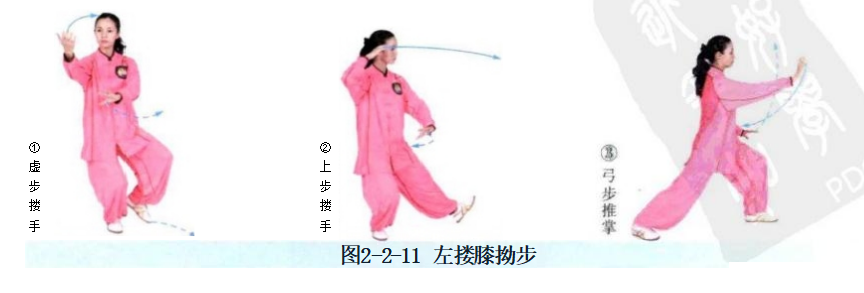 ① 虚步搂手
② 上步搂手
③ 弓步推掌
图2-2-11 左搂膝拗步
PD